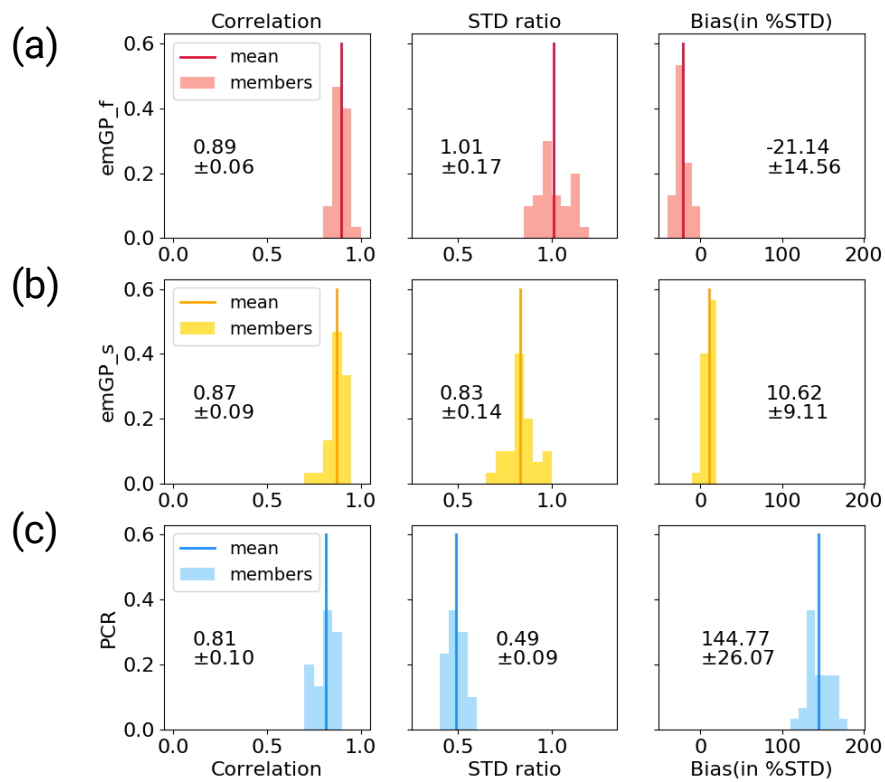 Correlation STD ratio Bias(in %STD)
(a)
emGP_f
0.6
0.4
0.2
0.0
mean
members
0.89
±0.06
1.01
±0.17
-21.14
±14.56
0.0 0.5 1.0 0.5 1.0 0 100 200
(b)
emGP_s
0.6
0.4
0.2
0.0
mean
members
0.87
±0.09
0.83
±0.14
10.62
±9.11
0.0 0.5 1.0 0.5 1.0 0 100 200
(c)
PCR
0.6
0.4
0.2
0.0
mean
members
0.81
±0.10
0.49
±0.09
144.77
±26.07
0.0 0.5 1.0 0.5 1.0 0 100 200
Correlation STD ratio Bias(in %STD)